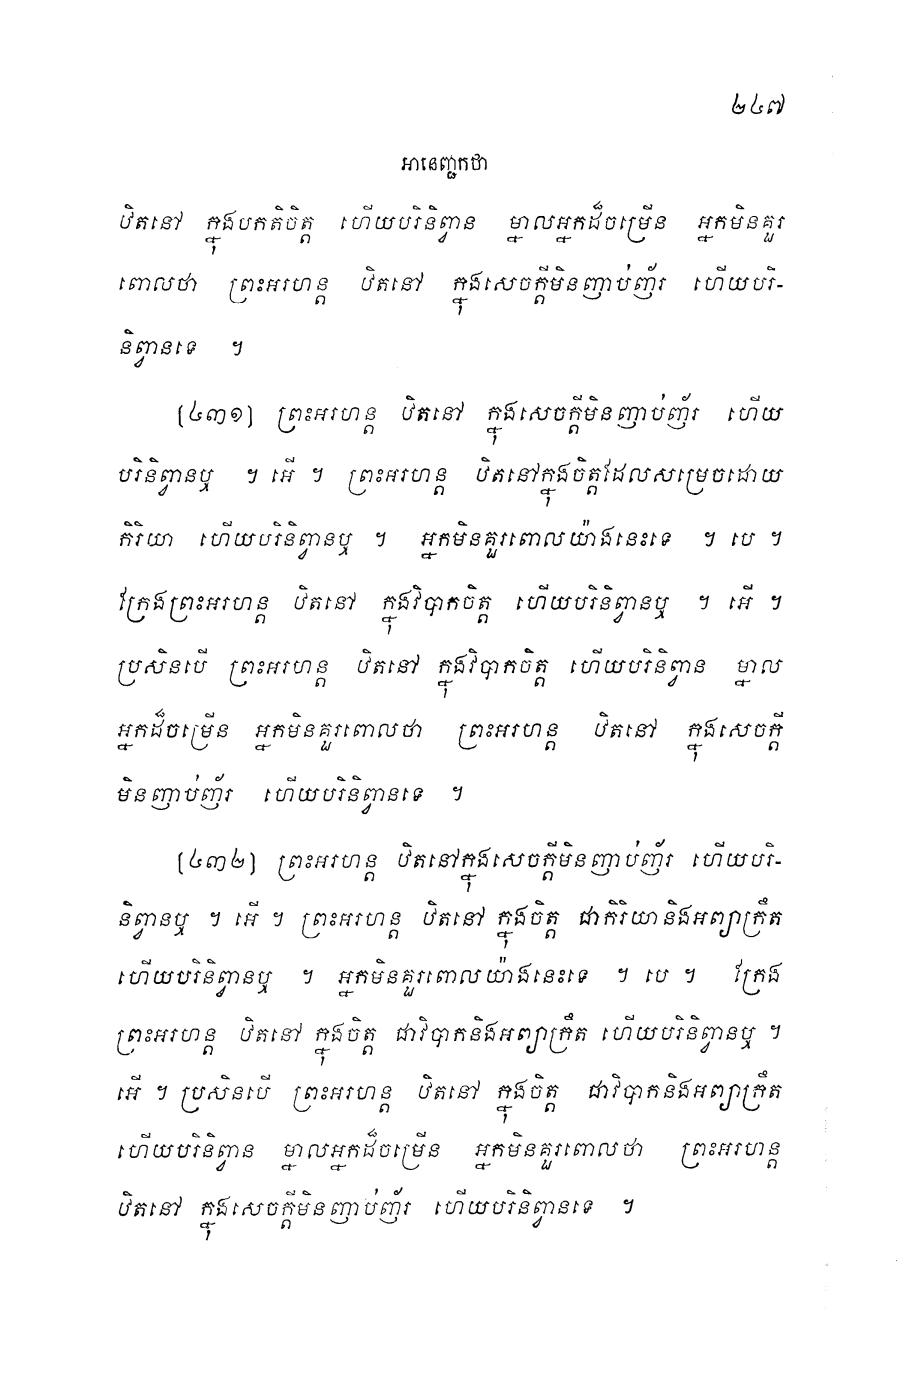 ២៤៧
អានេញ្ជកថា
ឋិតនៅ ក្នុងបកតិចិត្ត ហើយបរិនិព្វាន ម្នាលអ្នកដ៏ចម្រើន អ្នកមិនគួរ
ពោលថា ព្រះអរហន្ត ឋិតនៅ ក្នុងសេចក្តីមិនញាប់ញ័រ ហើយបរិ-
និព្វានទេ ។
[៤៣១] ព្រះអរហន្ត ឋិតនៅ ក្នុងសេចក្តីមិនញាប់ញ័រ ហើយ
បរិនិព្វានឬ ។ អើ ។ ព្រះអរហន្ត ឋិតនៅក្នុងចិត្តដែលសម្រេចដោយ
កិរិយា ហើយបរិនិព្វានឬ ។ អ្នកមិនគួរពោលយ៉ាងនេះទេ ។ បេ ។
ក្រែងព្រះអរហន្ត ឋិតនៅ ក្នុងវិបាកចិត្ត ហើយបរិនិព្វានឬ ។ អើ ។
ប្រសិនបើ ព្រះអរហន្ត ឋិតនៅ ក្នុងវិបាកចិត្ត ហើយបរិនិព្វាន ម្នាល
អ្នកដ៏ចម្រើន អ្នកមិនគួរពោលថា ព្រះអរហន្ត ឋិតនៅ ក្នុងសេចក្តី
មិនញាប់ញ័រ ហើយបរិនិព្វានទេ ។
[៤៣២] ព្រះអរហន្ត ឋិតនៅក្នុងសេចក្តីមិនញាប់ញ័រ ហើយបរិ-
និព្វានឬ ។ អើ ។ ព្រះអរហន្ត ឋិតនៅ ក្នុងចិត្ត ជាកិរិយានិងអព្យាក្រឹត
ហើយបរិនិព្វានឬ ។ អ្នកមិនគួរពោលយ៉ាងនេះទេ ។ បេ ។ ក្រែង
ព្រះអរហន្ត ឋិតនៅ ក្នុងចិត្ត ជាវិបាកនិងអព្យាក្រឹត ហើយបរិនិព្វានឬ ។
អើ ។ ប្រសិនបើ ព្រះអរហន្ត ឋិតនៅ ក្នុងចិត្ត ជាវិបាកនិងអព្យាក្រឹត
ហើយបរិនិព្វាន ម្នាលអ្នកដ៏ចម្រើន អ្នកមិនគួរពោលថា ព្រះអរហន្ត
ឋិតនៅ ក្នុងសេចក្តីមិនញាប់ញ័រ ហើយបរិនិព្វានទេ ។